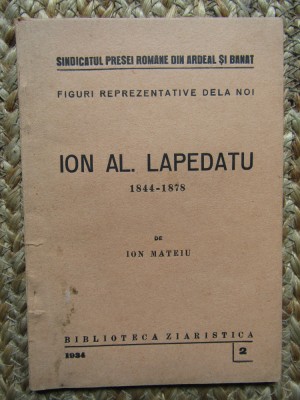 SINDICATUL PRESEI ROMÂNE DIN ARDEAL ŞI BANAT
FIGURI REPREZENTATIVE DELA NOI
ION AL. LAPEDATU
1844-1878
DE
ION MATEIU
BIBLIOTECA ZIARISTICA
1934
2